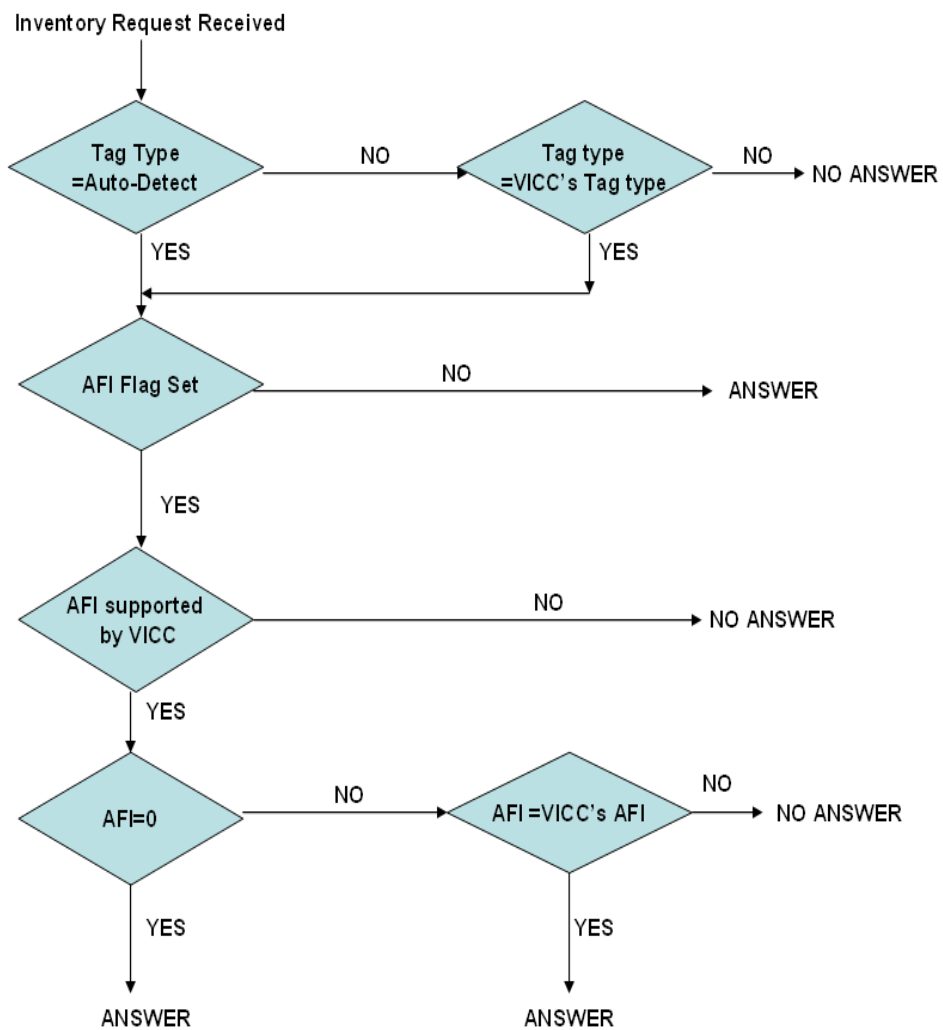 Inventory Request Received
Tag Type
=Auto-Detect
NO
Tag type
=VICC's Tag type
NO
NO ANSWER
YES
YES
AFI Flag Set
NO
ANSWER
YES
AFI supported
by VICC
NO
NO ANSWER
YES
AFI=0
NO
AFI =VICC's AFI
NO
NO ANSWER
YES
YES
ANSWER
ANSWER